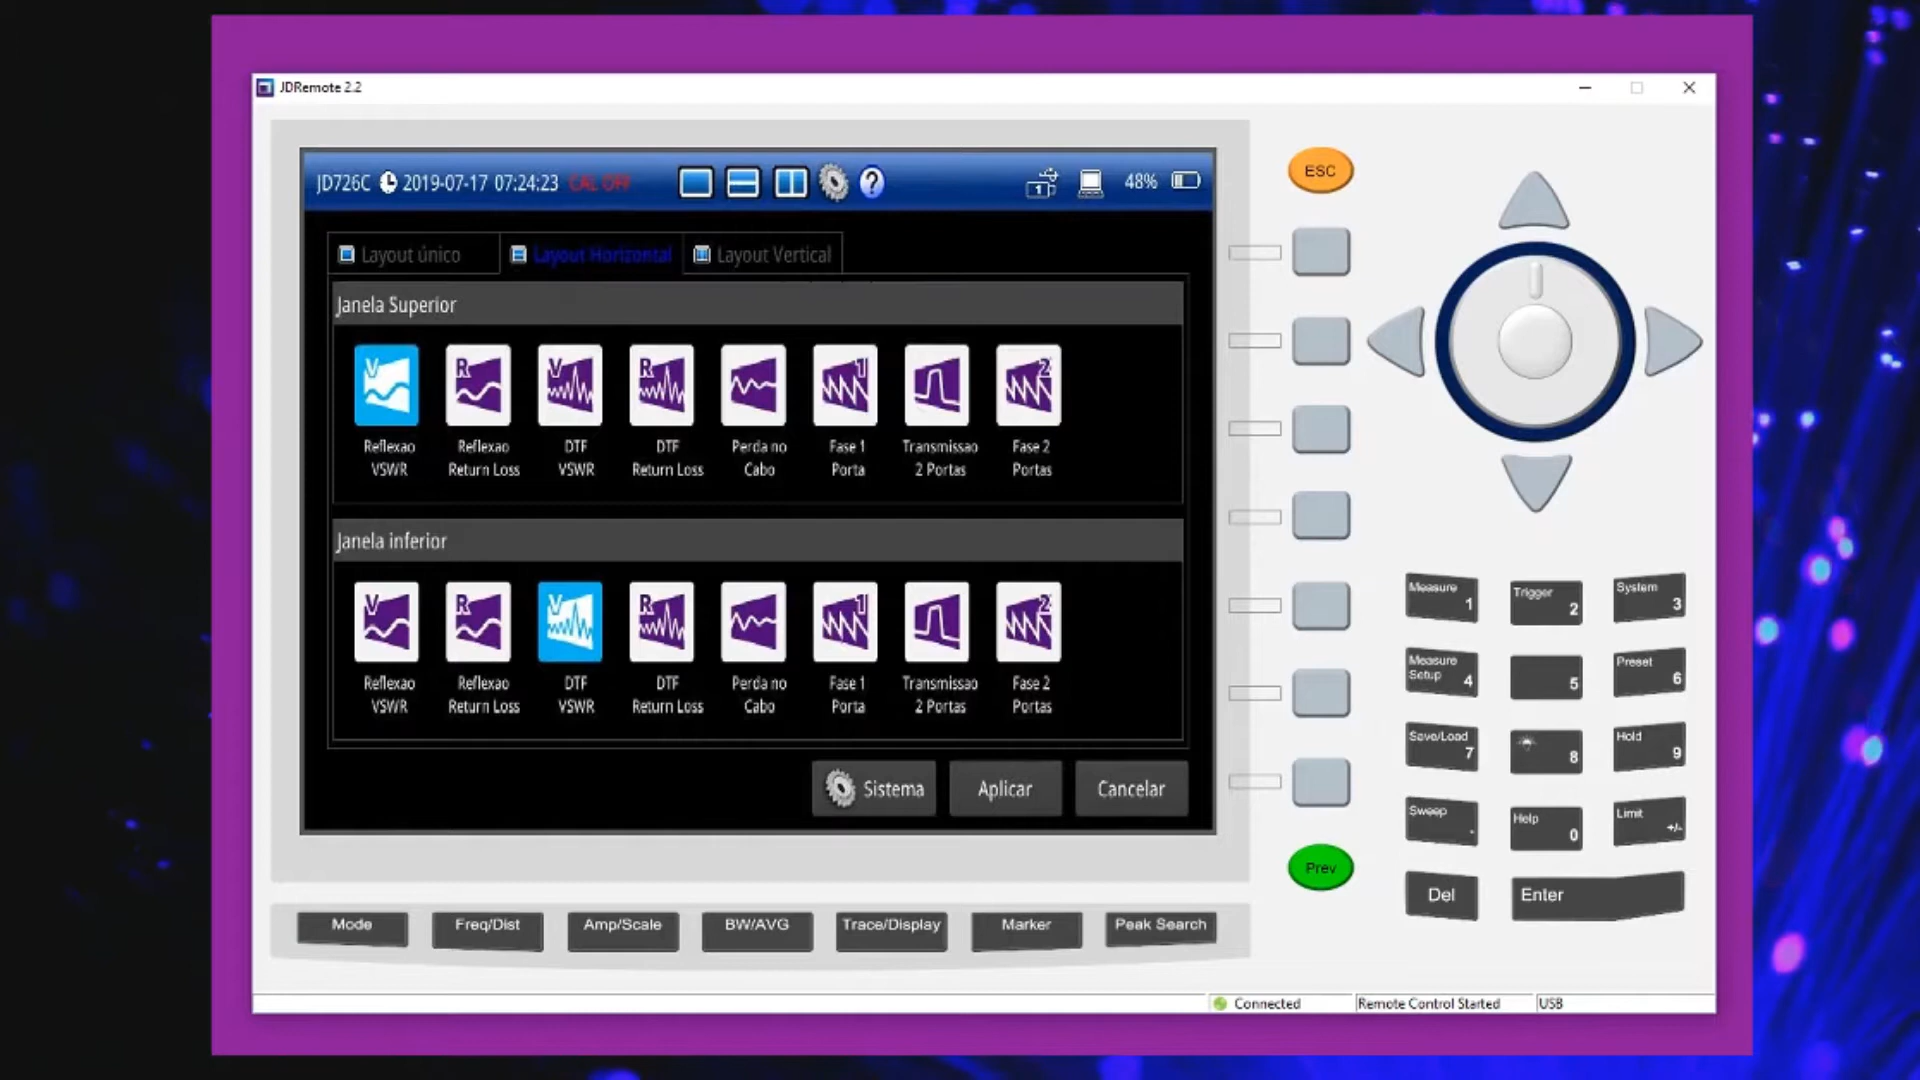 JDRemote 2.2
JD726C 2019-07-17 07:24:23 CAL OFF
1
48%
?
Layout único Layout Horizontal Layout Vertical
Janela Superior
V R V R 1 2
Reflexao VSWR
Reflexao Return Loss
DTF VSWR
DTF Return Loss
Perda no Cabo
Fase 1 Porta
Transmissao 2 Portas
Fase 2 Portas
Janela inferior
V R V R 1 2
Reflexao VSWR
Reflexao Return Loss
DTF VSWR
DTF Return Loss
Perda no Cabo
Fase 1 Porta
Transmissao 2 Portas
Fase 2 Portas
Sistema Aplicar Cancelar
ESC
Prev
Measure 1
Trigger 2
System 3
Measure Setup 4
5
Preset 6
Save/Load 7
8
Hold 9
Sweep .
Help 0
Limit +/-
Del
Enter
Mode Freq/Dist Amp/Scale BW/AVG Trace/Display Marker Peak Search
Connected Remote Control Started USB